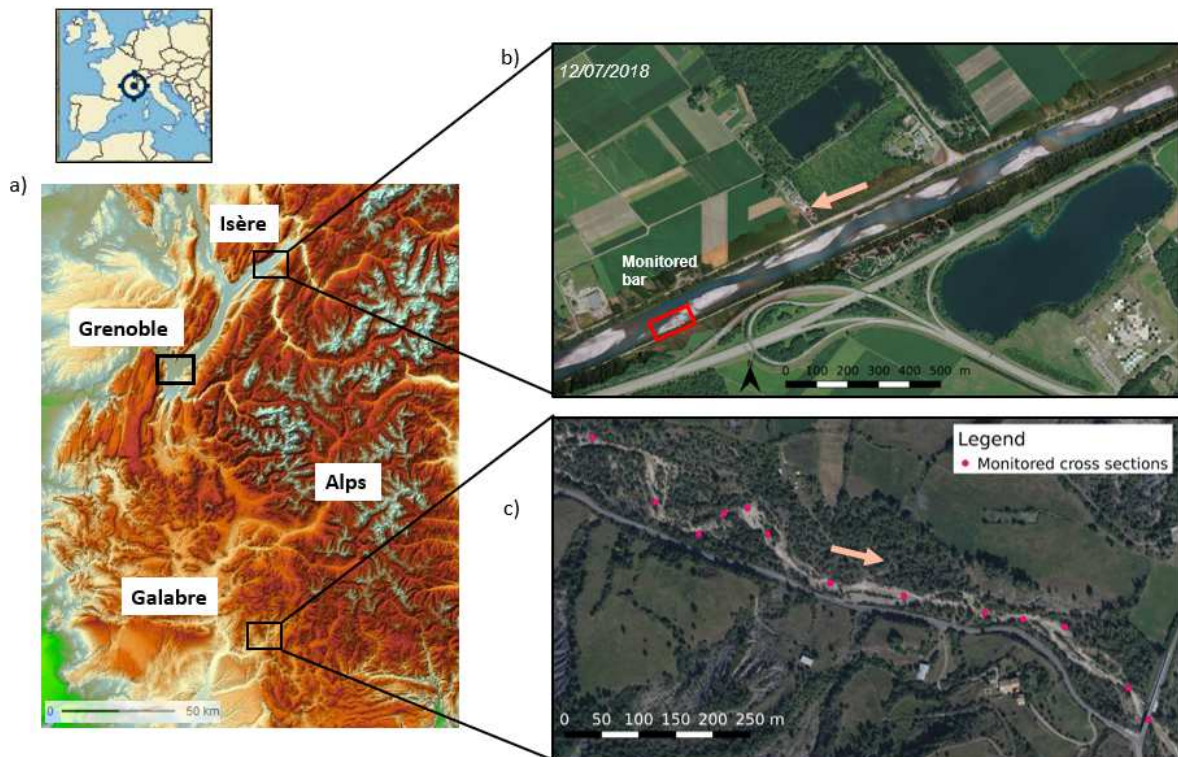 a)
Isère
Grenoble
Alps
Galabre
0 50 km
b)
12/07/2018
Monitored
bar
0 100 200 300 400 500 m
c)
Legend
Monitored cross sections
0 50 100 150 200 250 m